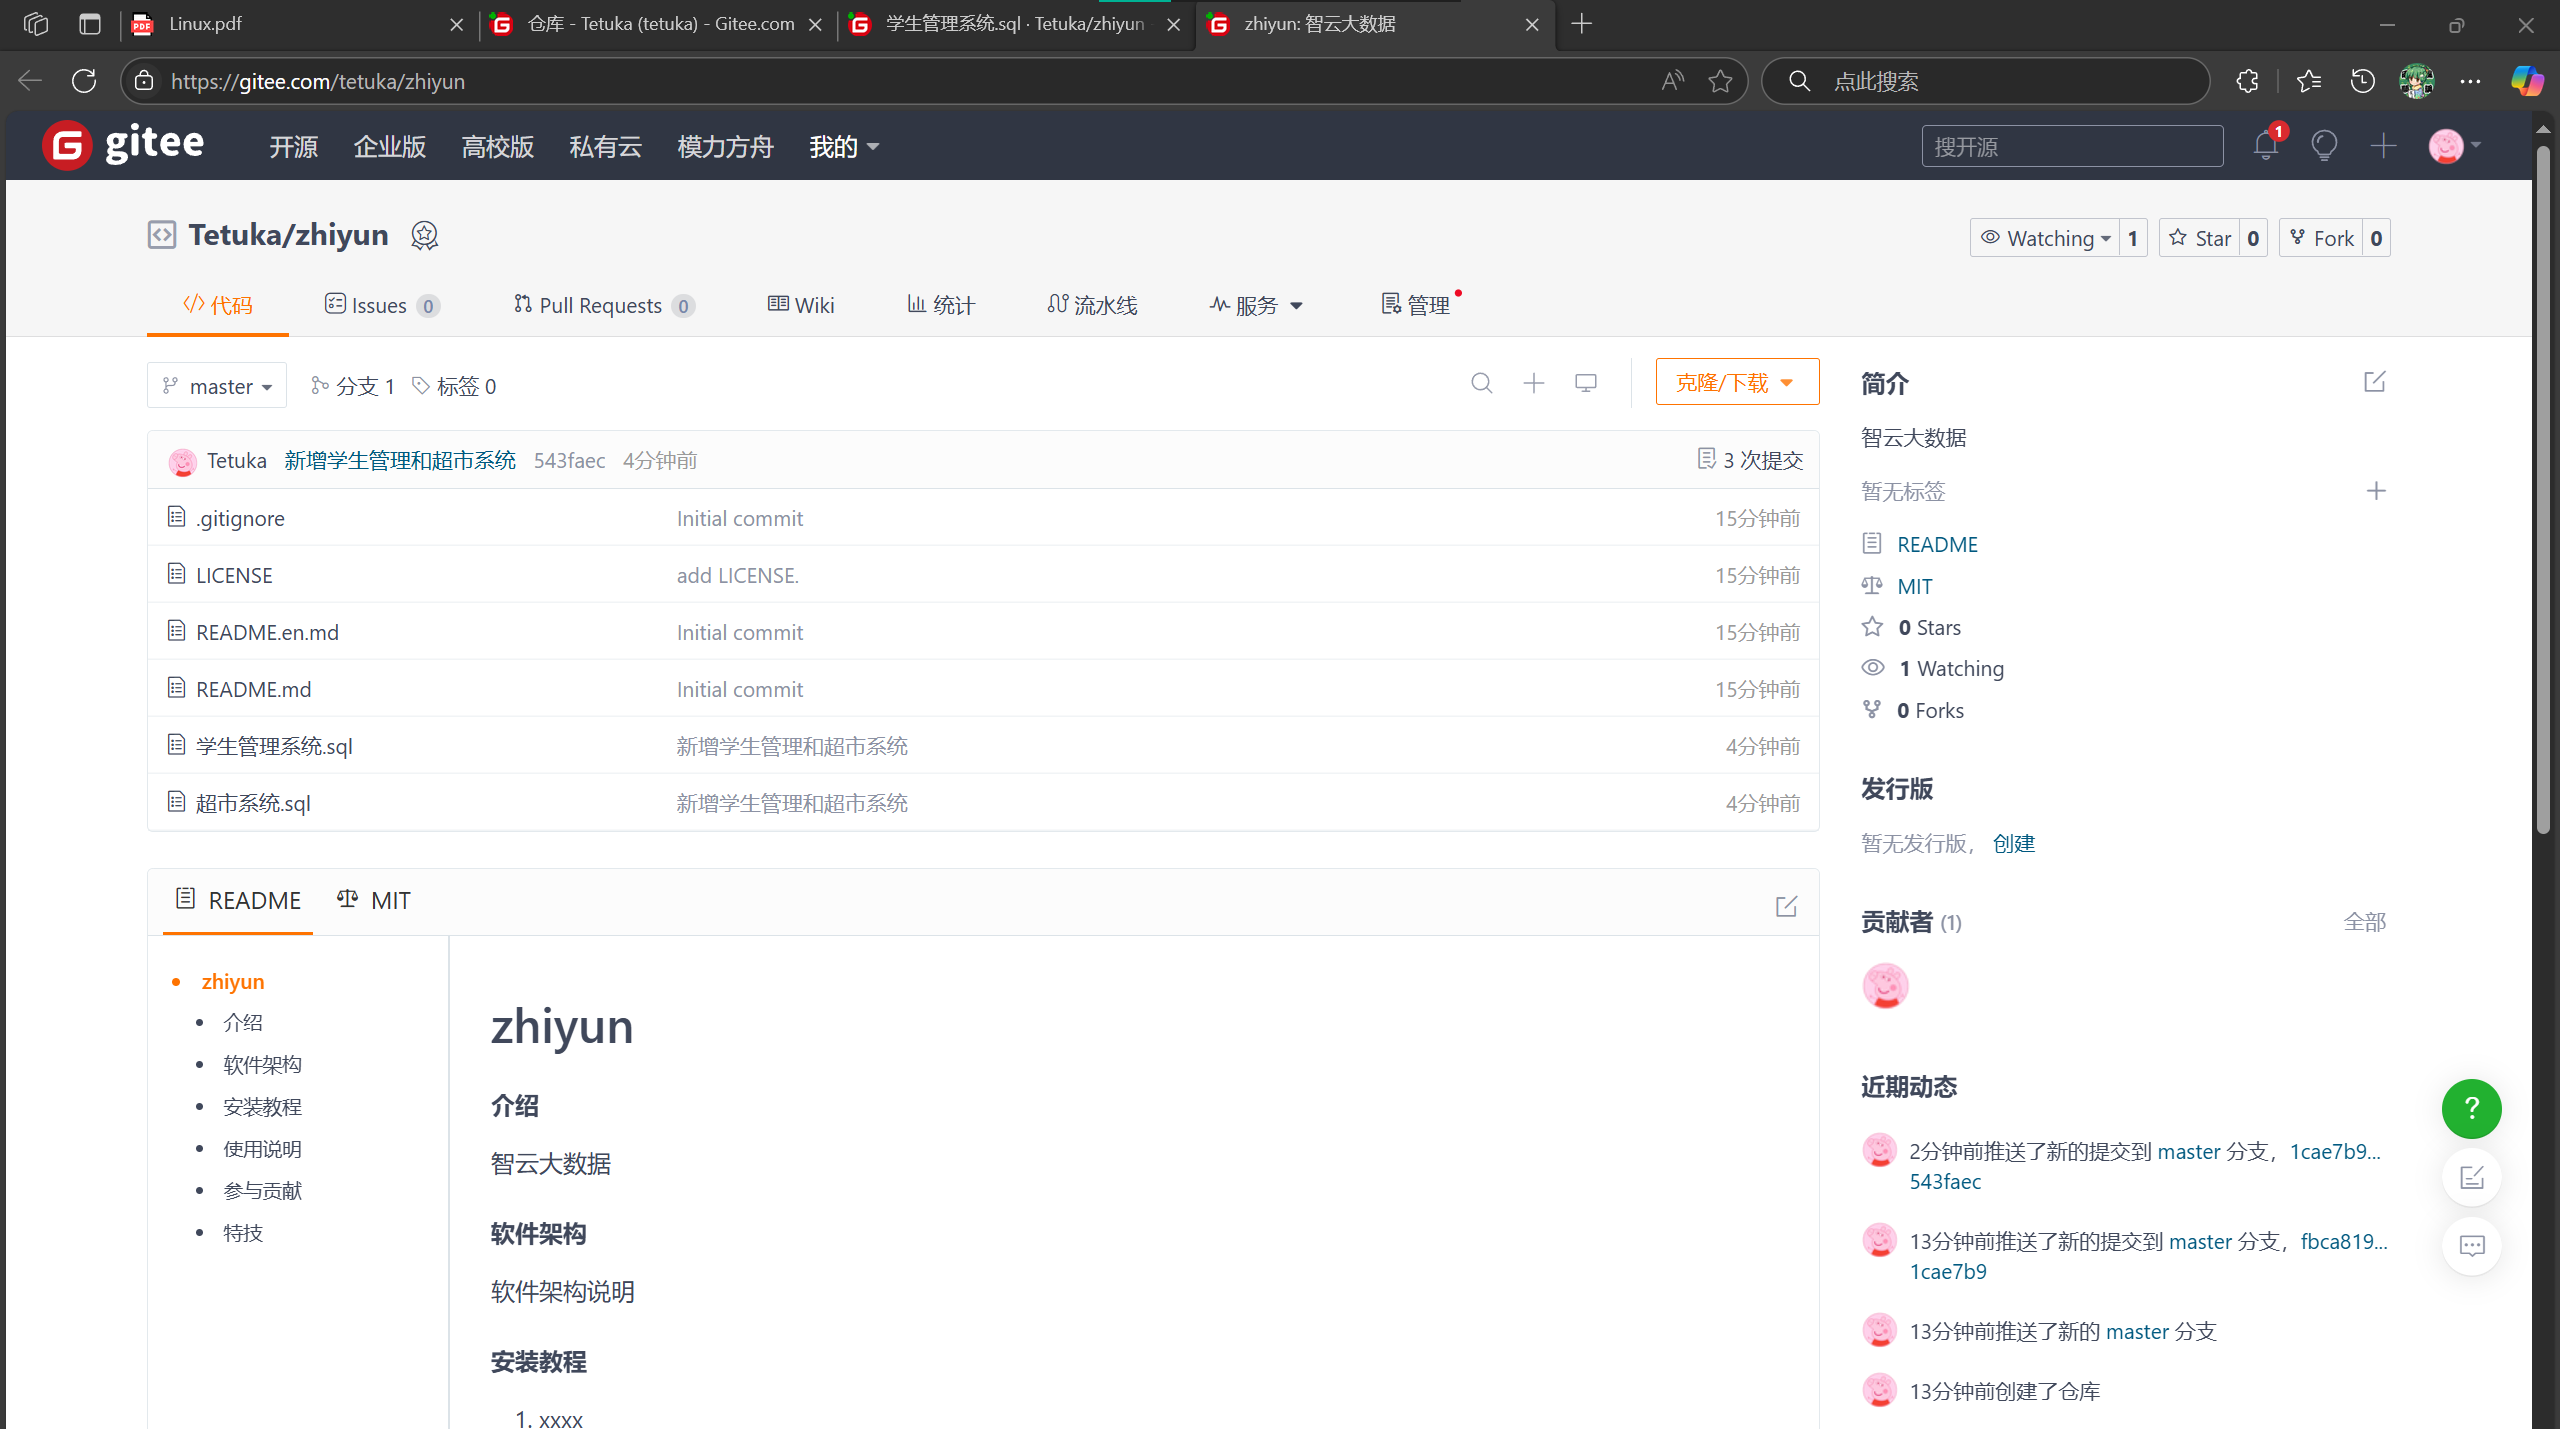 Linux.pdf
仓库 - Tetuka (tetuka) - Gitee.com
学生管理系统.sql · Tetuka/zhiyun
zhiyun: 智云大数据
https://gitee.com/tetuka/zhiyun
点此搜索
gitee
开源 企业版 高校版 私有云 模力方舟 我的
搜开源
1
Tetuka/zhiyun
Watching 1 Star 0 Fork 0
代码 Issues 0 Pull Requests 0 Wiki 统计 流水线 服务 管理
master 分支 1 标签 0
克隆/下载
Tetuka 新增学生管理和超市系统 543faec 4分钟前 3 次提交
.gitignore Initial commit 15分钟前
LICENSE add LICENSE. 15分钟前
README.en.md Initial commit 15分钟前
README.md Initial commit 15分钟前
学生管理系统.sql 新增学生管理和超市系统 4分钟前
超市系统.sql 新增学生管理和超市系统 4分钟前
README MIT
zhiyun
介绍
软件架构
安装教程
使用说明
参与贡献
特技
zhiyun
介绍
智云大数据
软件架构
软件架构说明
安装教程
1. xxxx
简介
智云大数据
暂无标签
README
MIT
0 Stars
1 Watching
0 Forks
发行版
暂无发行版， 创建
贡献者 (1) 全部
近期动态
2分钟前推送了新的提交到 master 分支，1cae7b9...
543faec
13分钟前推送了新的提交到 master 分支，fbca819...
1cae7b9
13分钟前推送了新的 master 分支
13分钟前创建了仓库
?